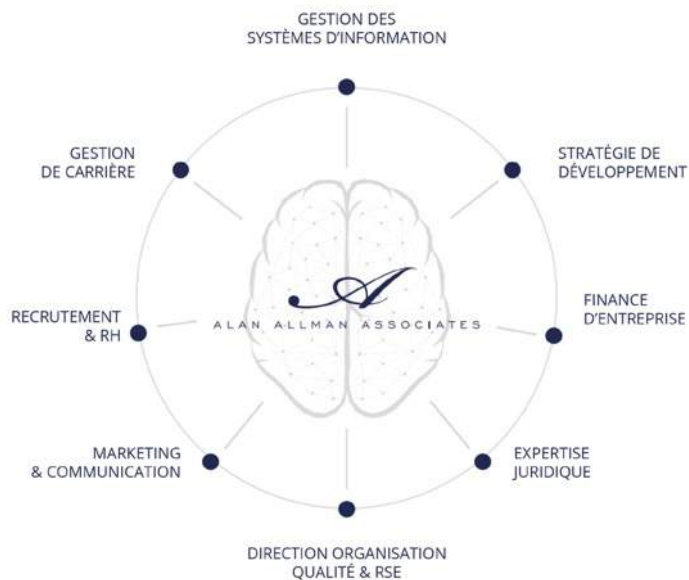 GESTION DES
SYSTÈMES D'INFORMATION
GESTION
DE CARRIÈRE
STRATÉGIE DE
DÉVELOPPEMENT
RECRUTEMENT
& RH
ALAN ALLMAN ASSOCIATES
FINANCE
D'ENTREPRISE
MARKETING
& COMMUNICATION
EXPERTISE
JURIDIQUE
DIRECTION ORGANISATION
QUALITÉ & RSE